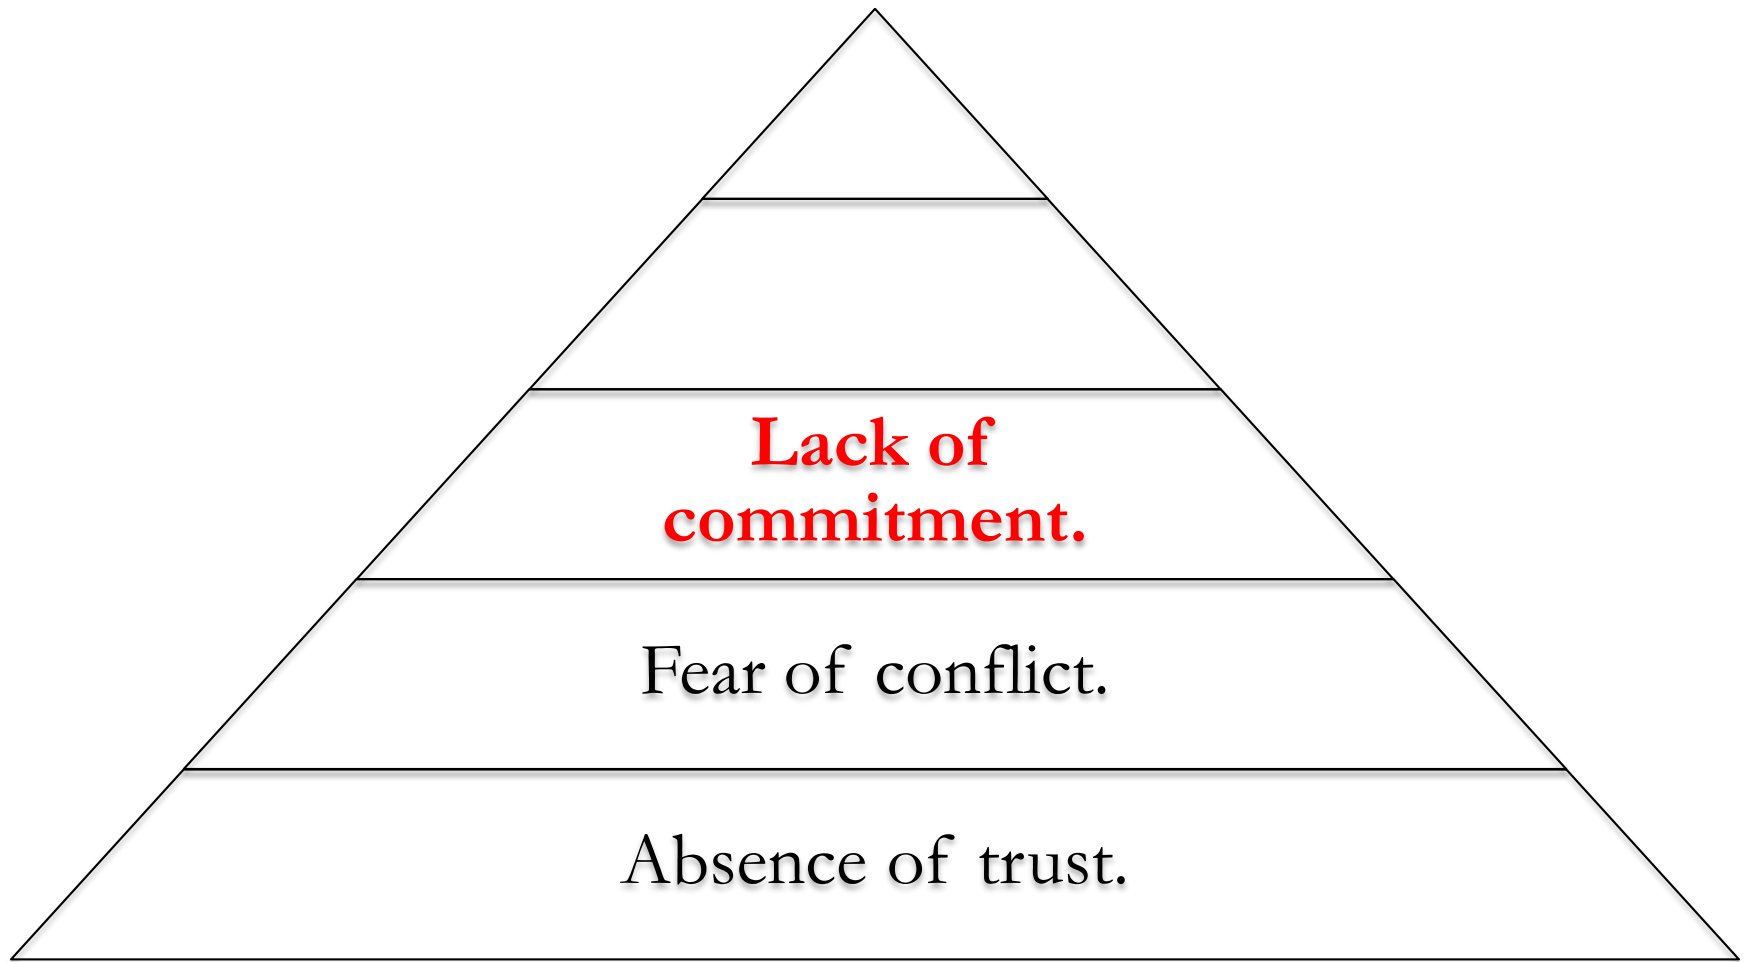 Lack of
commitment.
Fear of conflict.
Absence of trust.